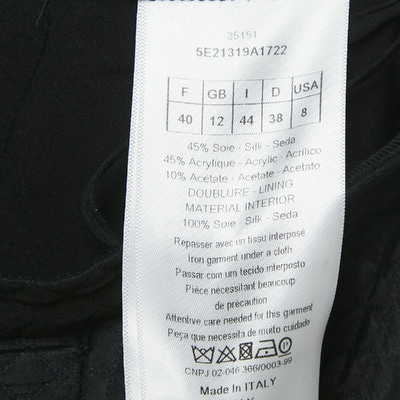 35151
5E21319A1722
F GB I D USA
40 12 44 38 8
45% Soie - Silk - Seda
45% Acrylique - Acrylic - Acrílico
10% Acétate - Acetate - Acetato
DOUBLURE - LINING
MATERIAL INTERIOR
100% Soie - Silk - Seda
Repasser avec un tissu interposé
Iron garment under a cloth
Passar com um tecido interposto
Pièce nécessitant beaucoup
de précaution
Attentive care needed for this garment
Peça que necessita de muito cuidado
CNPJ 02-046-366/0003-99
Made In ITALY